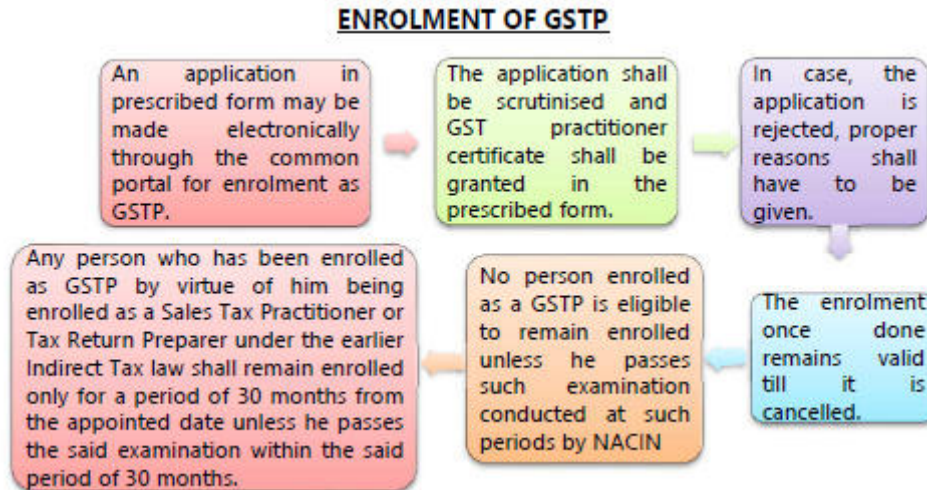 ENROLMENT OF GSTP
An application in
prescribed form may be
made electronically
through the common
portal for enrolment as
GSTP.
The application shall
be scrutinised and
GST practitioner
certificate shall be
granted in the
prescribed form.
In case, the
application is
rejected, proper
reasons shall
have to be
given.
The enrolment
once done
remains valid
till it is
cancelled.
No person enrolled
as a GSTP is eligible
to remain enrolled
unless he passes
such examination
conducted at such
periods by NACIN
Any person who has been enrolled
as GSTP by virtue of him being
enrolled as a Sales Tax Practitioner or
Tax Return Preparer under the earlier
Indirect Tax law shall remain enrolled
only for a period of 30 months from
the appointed date unless he passes
the said examination within the said
period of 30 months.